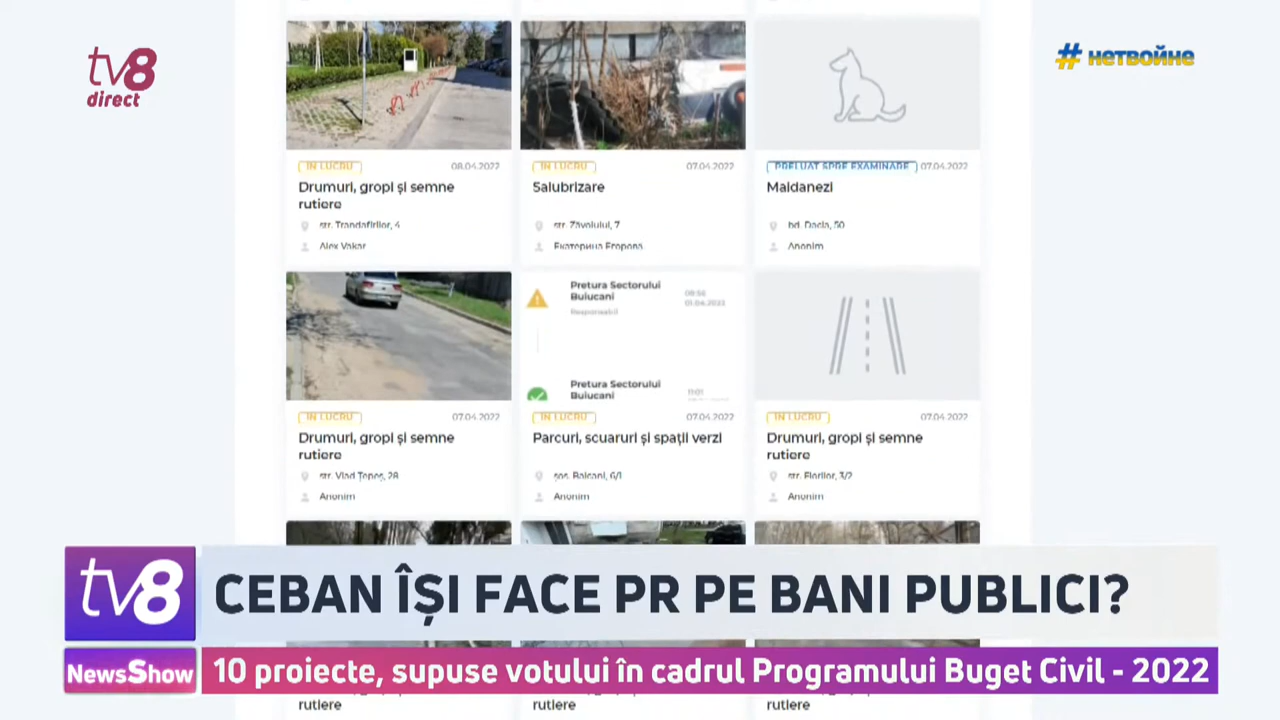 tv8
direct
#нетвойне
ÎN LUCRU
08.04.2022
Drumuri, gropi și semne
rutiere
str. Trandafirilor, 4
Alex Vakar
ÎN LUCRU
07.04.2022
Salubrizare
str. Zăvoiului, 7
Екатерина Егорова
PRELUAT SPRE EXAMINARE
07.04.2022
Maidanezi
bd. Dacia, 50
Anonim
ÎN LUCRU
07.04.2022
Drumuri, gropi și semne
rutiere
str. Vlad Țepeș, 28
Anonim
Pretura Sectorului
Buiucani
Responsabil
Pretura Sectorului
Buiucani
ÎN LUCRU
07.04.2022
Parcuri, scuaruri și spații verzi
șos. Balcani, 6/1
Anonim
ÎN LUCRU
07.04.2022
Drumuri, gropi și semne
rutiere
str. Florilor, 3/2
Anonim
tv8
CEBAN ÎȘI FACE PR PE BANI PUBLICI?
NewsShow
10 proiecte, supuse votului în cadrul Programului Buget Civil - 2022
rutiere
rutiere
rutiere